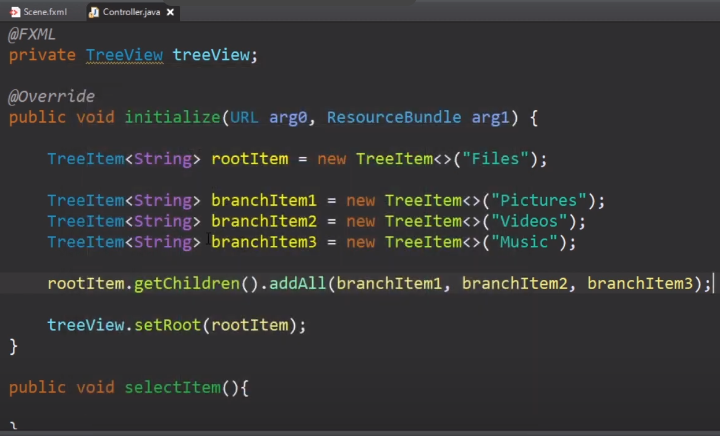 Scene.fxml
Controller.java
@FXML
private TreeView treeView;
@Override
public void initialize(URL arg0, ResourceBundle arg1) {
TreeItem<String> rootItem = new TreeItem<>("Files");
TreeItem<String> branchItem1 = new TreeItem<>("Pictures");
TreeItem<String> branchItem2 = new TreeItem<>("Videos");
TreeItem<String> branchItem3 = new TreeItem<>("Music");
rootItem.getChildren().addAll(branchItem1, branchItem2, branchItem3);
treeView.setRoot(rootItem);
}
public void selectItem(){
}